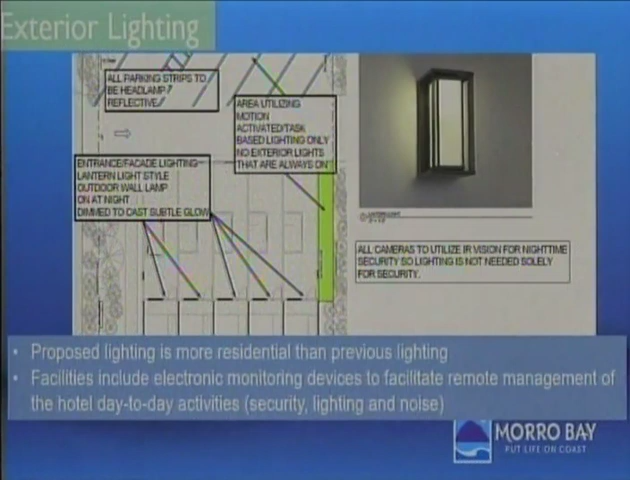 Exterior Lighting
ALL PARKING STRIPS TO
BE HEADLAMP
REFLECTIVE
AREA UTILIZING
MOTION
ACTIVATED/TASK
BASED LIGHTING ONLY
NO EXTERIOR LIGHTS
THAT ARE ALWAYS ON
ENTRANCE/FACADE LIGHTING
LANTERN LIGHT STYLE
OUTDOOR WALL LAMP
ON AT NIGHT
DIMMED TO CAST SUBTLE GLOW
ALL CAMERAS TO UTILIZE IR VISION FOR NIGHTTIME
SECURITY SO LIGHTING IS NOT NEEDED SOLELY
FOR SECURITY.
• Proposed lighting is more residential than previous lighting
• Facilities include electronic monitoring devices to facilitate remote management of
the hotel day-to-day activities (security, lighting and noise)
MORRO BAY
PUT LIFE ON COAST